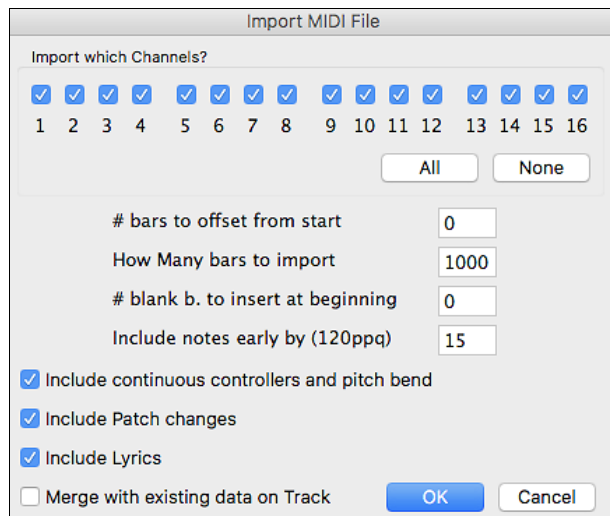 Import MIDI File
Import which Channels?
1 2 3 4 5 6 7 8 9 10 11 12 13 14 15 16
All None
# bars to offset from start 0
How Many bars to import 1000
# blank b. to insert at beginning 0
Include notes early by (120ppq) 15
Include continuous controllers and pitch bend
Include Patch changes
Include Lyrics
Merge with existing data on Track OK Cancel